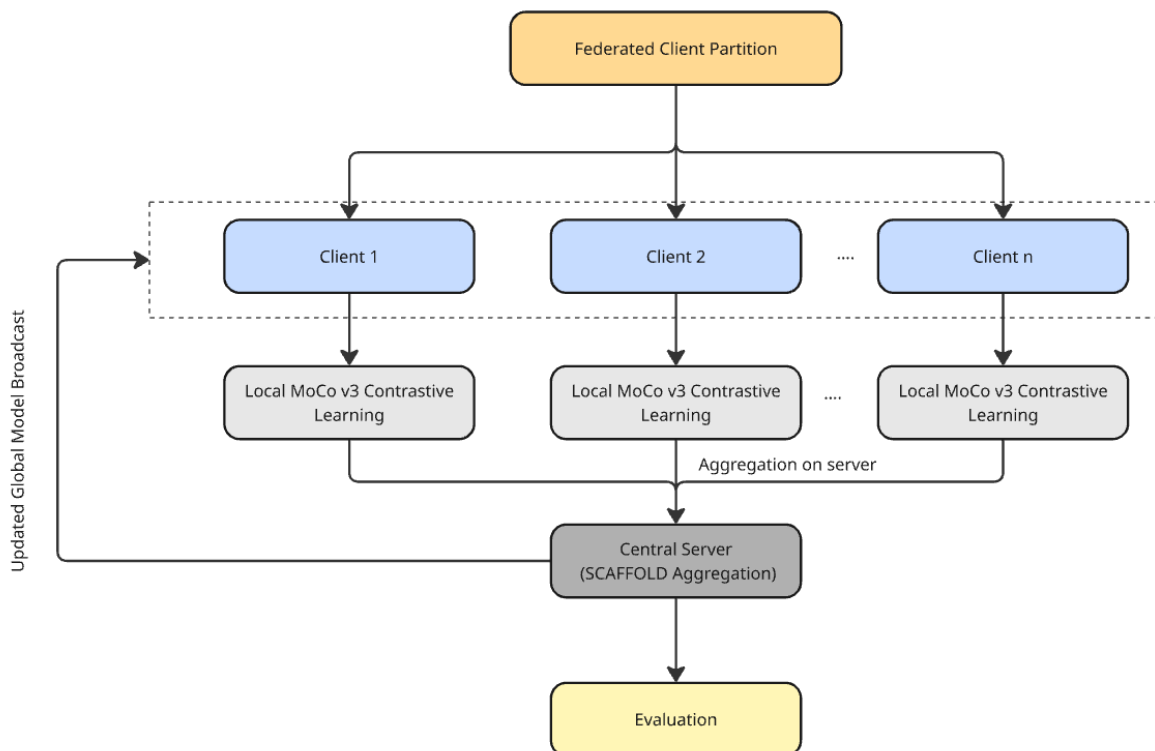 Federated Client Partition
Client 1
Client 2
....
Client n
Updated Global Model Broadcast
Local MoCo v3 Contrastive
Learning
Local MoCo v3 Contrastive
Learning
....
Local MoCo v3 Contrastive
Learning
Aggregation on server
Central Server
(SCAFFOLD Aggregation)
Evaluation